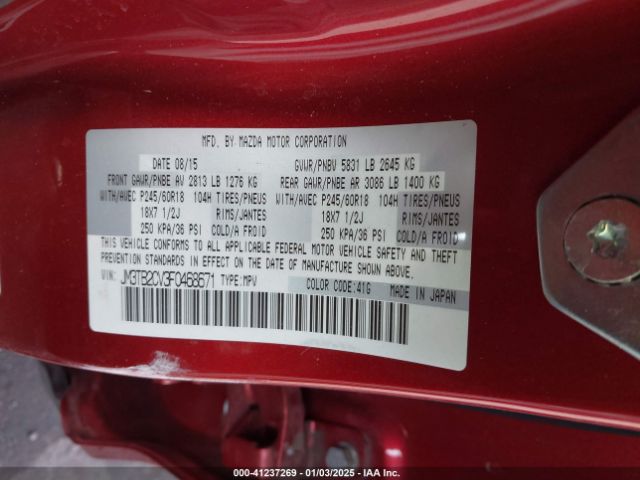 MFD. BY MAZDA MOTOR CORPORATION
DATE 08/15 GVWR/PNBV 5831 LB 2645 KG
FRONT GAWR/PNBE AV 2813 LB 1276 KG REAR GAWR/PNBE AR 3086 LB 1400 KG
WITH/AVEC P245/60R18 104H TIRES/PNEUS WITH/AVEC P245/60R18 104H TIRES/PNEUS
18X7 1/2J RIMS/JANTES 18X7 1/2J RIMS/JANTES
250 KPA/36 PSI COLD/A FROID 250 KPA/36 PSI COLD/A FROID
THIS VEHICLE CONFORMS TO ALL APPLICABLE FEDERAL MOTOR VEHICLE SAFETY AND THEFT
PREVENTION STANDARDS IN EFFECT ON THE DATE OF MANUFACTURE SHOWN ABOVE.
VIN: JM3TB2CV3F0468671 TYPE: MPV COLOR CODE:41G MADE IN JAPAN
000-41237269 - 01/03/2025 - IAA Inc.